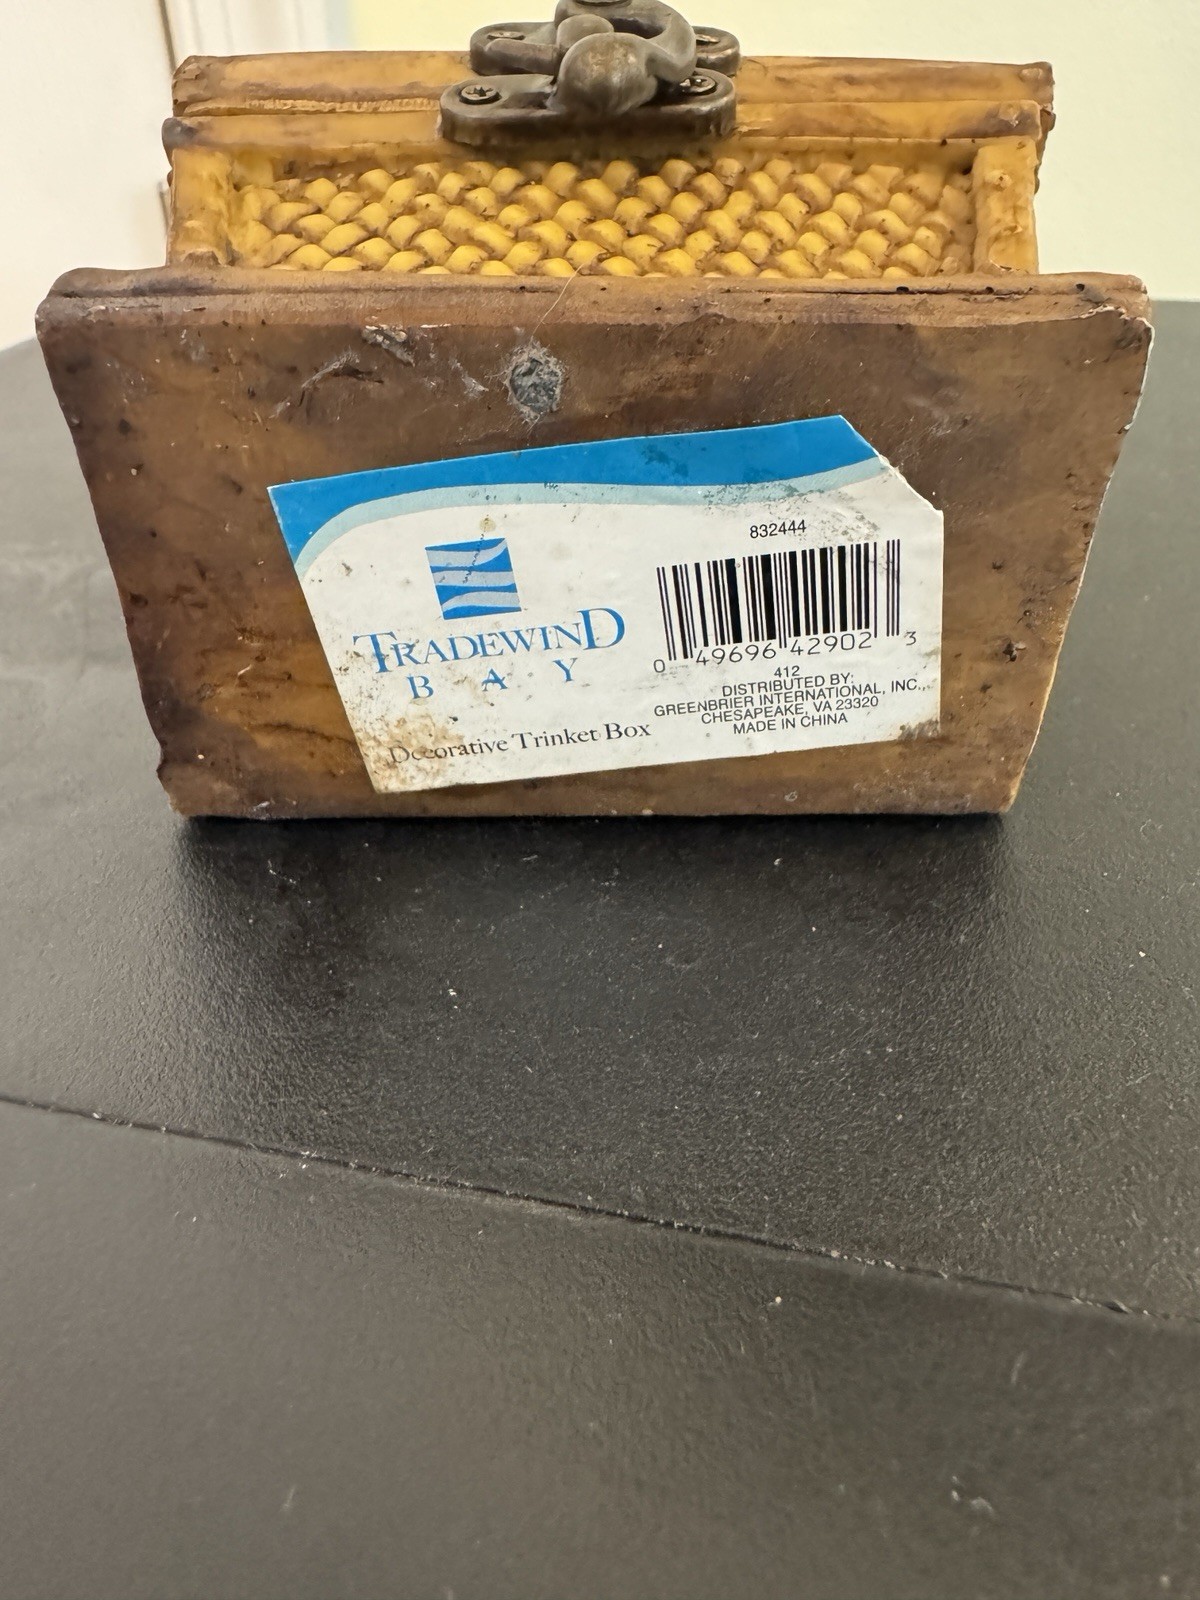 TRADEWIND
BAY
Decorative Trinket Box
832444
0 49696 42902 3
412
DISTRIBUTED BY:
GREENBRIER INTERNATIONAL, INC.,
CHESAPEAKE, VA 23320
MADE IN CHINA